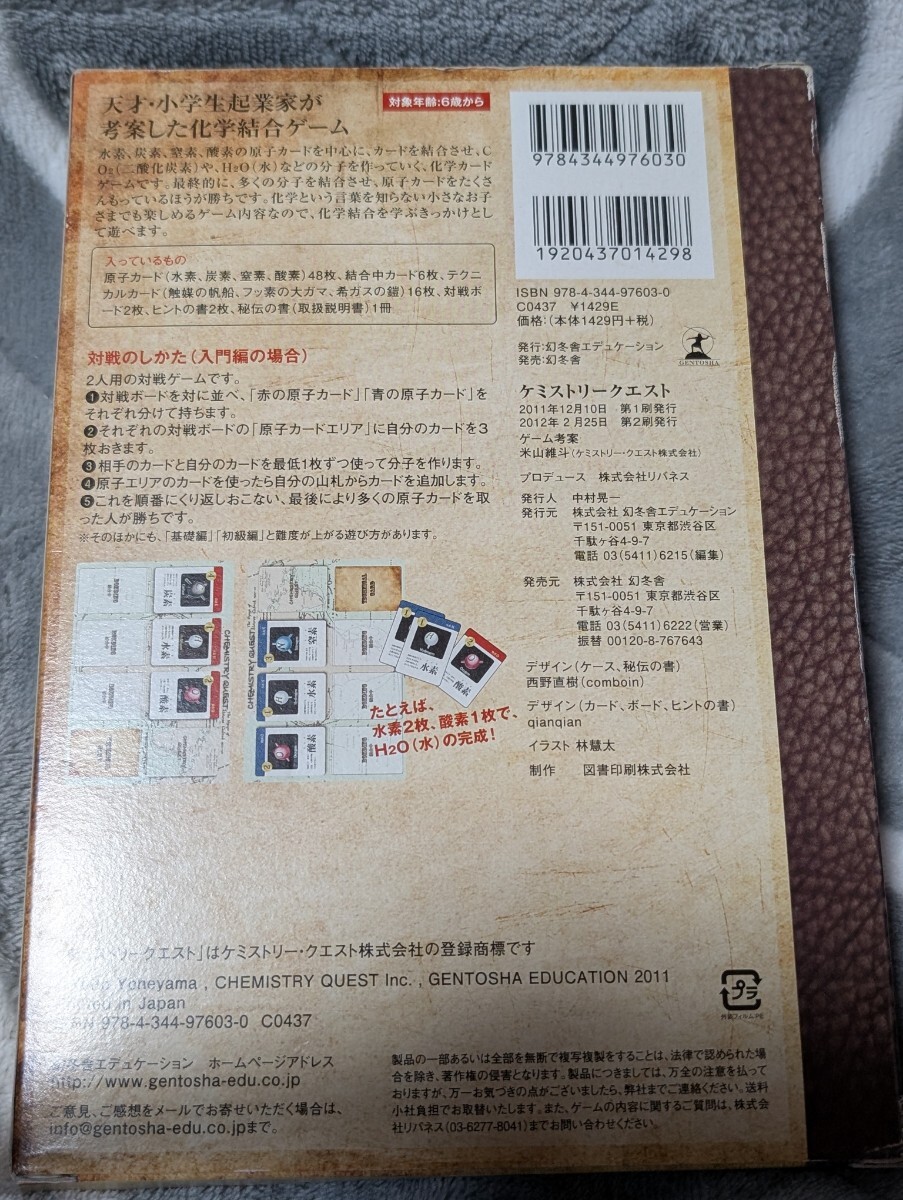 天才・小学生起業家が
考案した化学結合ゲーム
対象年齢:6歳から
水素、炭素、窒素、酸素の原子カードを中心に、カードを結合させ、C
O₂(二酸化炭素)や、H₂O(水)などの分子を作っていく、化学カード
ゲームです。最終的に、多くの分子を結合させ、原子カードをたくさ
んもっているほうが勝ちです。化学という言葉を知らない小さなお子
さまでも楽しめるゲーム内容なので、化学結合を学ぶきっかけとし
て遊べます。
入っているもの
原子カード(水素、炭素、窒素、酸素)48枚、結合中カード6枚、テクニ
カルカード(触媒の帆船、フッ素の大ガマ、希ガスの鎧)16枚、対戦ボ
ード2枚、ヒントの書2枚、秘伝の書(取扱説明書)1冊
対戦のしかた(入門編の場合)
2人用の対戦ゲームです。
❶対戦ボードを対に並べ、「赤の原子カード」「青の原子カード」を
それぞれ分けて持ちます。
❷それぞれの対戦ボードの「原子カードエリア」に自分のカードを3
枚おきます。
❸相手のカードと自分のカードを最低1枚ずつ使って分子を作ります。
❹原子エリアのカードを使ったら自分の山札からカードを追加します。
❺これを順番にくり返しおこない、最後により多くの原子カードを取
った人が勝ちです。
※そのほかにも、「基礎編」「初級編」と難度が上がる遊び方があります。
炭素
水素
酸素
CHEMISTRY QUEST
CHEMISTRY QUEST
窒素
水素
酸素
水素
酸素
たとえば、
水素2枚、酸素1枚で、
H₂O(水)の完成!
9784344976030
1920437014298
ISBN 978-4-344-97603-0
C0437 ¥1429E
価格:(本体1429円+税)
発行:幻冬舎エデュケーション
発売:幻冬舎
GENTOSHA
ケミストリークエスト
2011年12月10日 第1刷発行
2012年 2月25日 第2刷発行
ゲーム考案
米山維斗(ケミストリー・クエスト株式会社)
プロデュース 株式会社リバネス
発行人 中村晃一
発行元 株式会社 幻冬舎エデュケーション
〒151-0051 東京都渋谷区
千駄ヶ谷4-9-7
電話 03(5411)6215(編集)
発売元 株式会社 幻冬舎
〒151-0051 東京都渋谷区
千駄ヶ谷4-9-7
電話 03(5411)6222(営業)
振替 00120-8-767643
デザイン(ケース、秘伝の書)
西野直樹(comboin)
デザイン(カード、ボード、ヒントの書)
qianqian
イラスト 林慧太
制作 図書印刷株式会社
ストリークエスト」はケミストリー・クエスト株式会社の登録商標です
Yoneyama , CHEMISTRY QUEST Inc. , GENTOSHA EDUCATION 2011
in Japan
978-4-344-97603-0 C0437
プラ
外装フィルム:PE
冬舎エデュケーション ホームページアドレス
http://www.gentosha-edu.co.jp
ご意見、ご感想をメールでお寄せいただく場合は、
info@gentosha-edu.co.jpまで。
製品の一部あるいは全部を無断で複写複製をすることは、法律で認められた場
合を除き、著作権の侵害となります。製品につきましては、万全の注意を払って
おりますが、万一お気づきの点がございましたら、弊社までご連絡ください。送料
小社負担でお取替いたします。また、ゲームの内容に関するご質問は、株式会
社リバネス(03-6277-8041)までお問い合わせください。